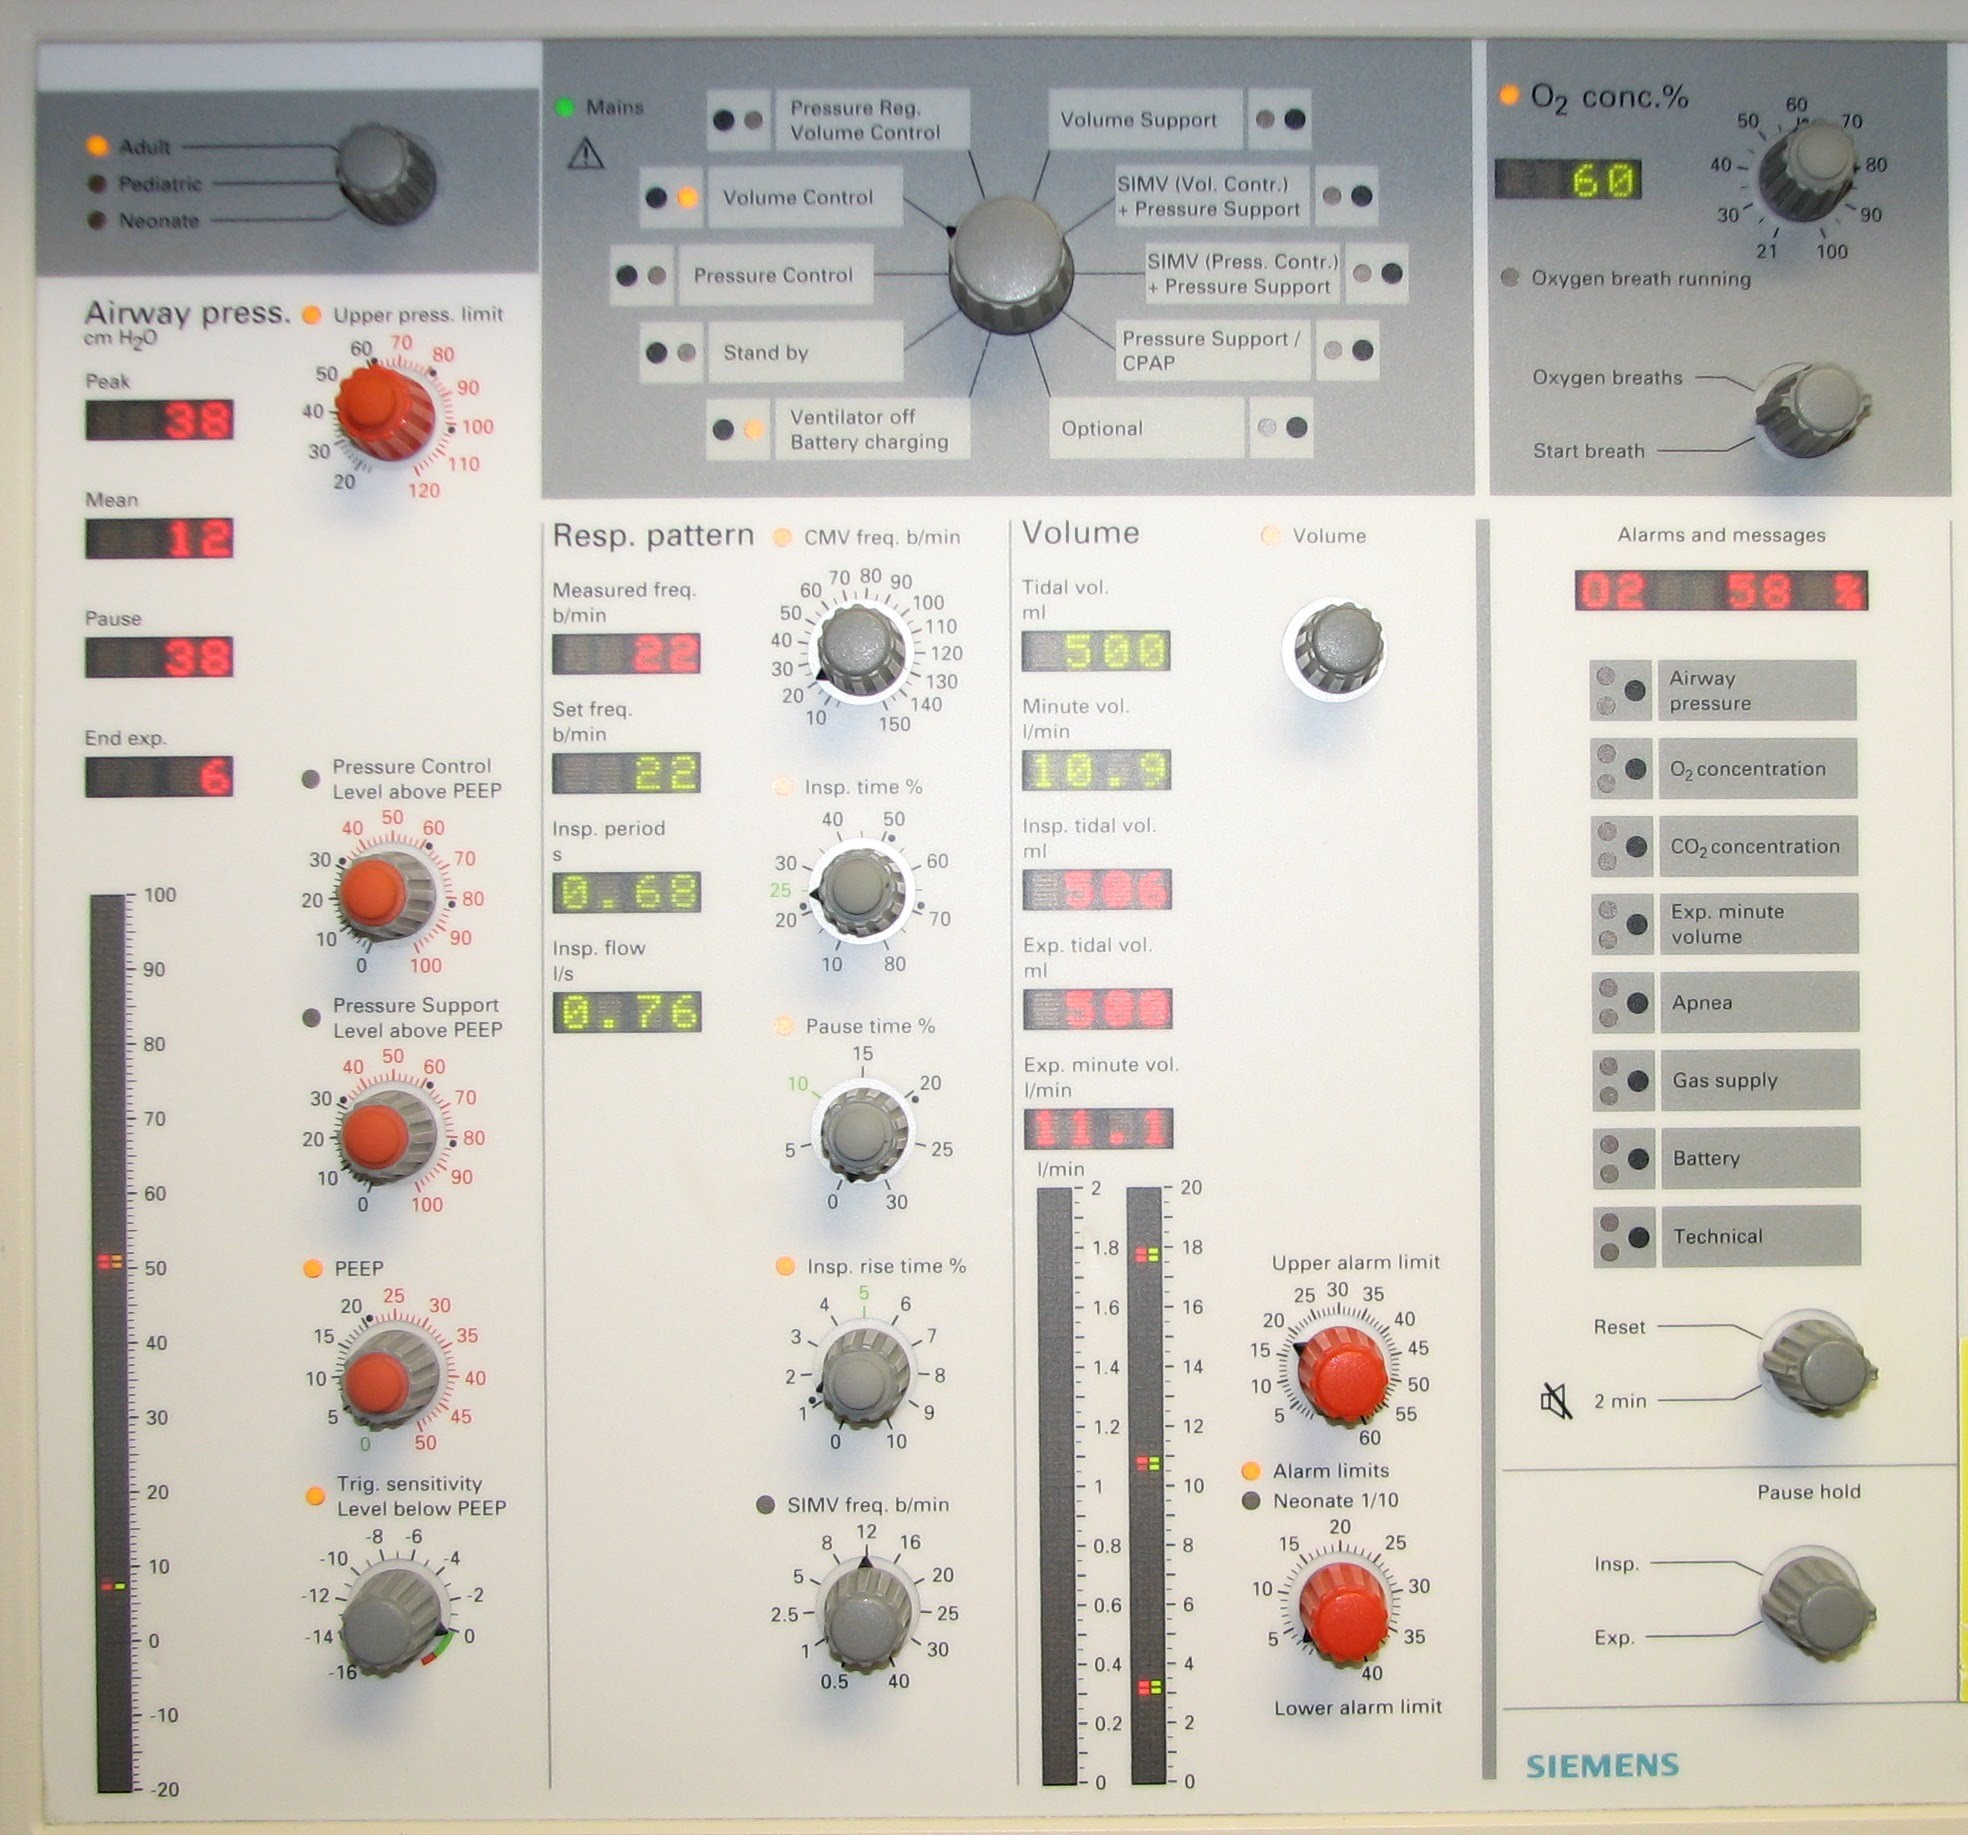 Adult
Pediatric
Neonate
Mains
Pressure Reg.
Volume Control
Volume Control
Pressure Control
Stand by
Ventilator off
Battery charging
Volume Support
SIMV (Vol. Contr.)
+ Pressure Support
SIMV (Press. Contr.)
+ Pressure Support
Pressure Support /
CPAP
Optional
O2 conc.%
60
21
30
40
50
60
70
80
90
100
Oxygen breath running
Oxygen breaths
Start breath
Airway press.
cm H2O
Upper press. limit
20
30
40
50
60
70
80
90
100
110
120
Peak
38
Mean
12
Pause
38
End exp.
6
100
90
80
70
60
50
40
30
20
10
0
-10
-20
Pressure Control
Level above PEEP
0
10
20
30
40
50
60
70
80
90
100
Pressure Support
Level above PEEP
0
10
20
30
40
50
60
70
80
90
100
PEEP
0
5
10
15
20
25
30
35
40
45
50
Trig. sensitivity
Level below PEEP
-16
-14
-12
-10
-8
-6
-4
-2
0
Resp. pattern
Measured freq.
b/min
22
Set freq.
b/min
22
Insp. period
s
0.68
Insp. flow
l/s
0.76
CMV freq. b/min
10
20
30
40
50
60
70
80
90
100
110
120
130
140
150
Insp. time %
10
20
25
30
40
50
60
70
80
Pause time %
0
5
10
15
20
25
30
Insp. rise time %
0
1
2
3
4
5
6
7
8
9
10
SIMV freq. b/min
0.5
1
2.5
5
8
12
16
20
25
30
40
Volume
Volume
Tidal vol.
ml
500
Minute vol.
l/min
10.9
Insp. tidal vol.
ml
506
Exp. tidal vol.
ml
500
Exp. minute vol.
l/min
11.1
l/min
2
1.8
1.6
1.4
1.2
1
0.8
0.6
0.4
0.2
0
20
18
16
14
12
10
8
6
4
2
0
Upper alarm limit
5
10
15
20
25
30
35
40
45
50
55
60
Alarm limits
Neonate 1/10
5
10
15
20
25
30
35
40
Lower alarm limit
Alarms and messages
O2 58 %
Airway
pressure
O2 concentration
CO2 concentration
Exp. minute
volume
Apnea
Gas supply
Battery
Technical
Reset
2 min
Pause hold
Insp.
Exp.
SIEMENS